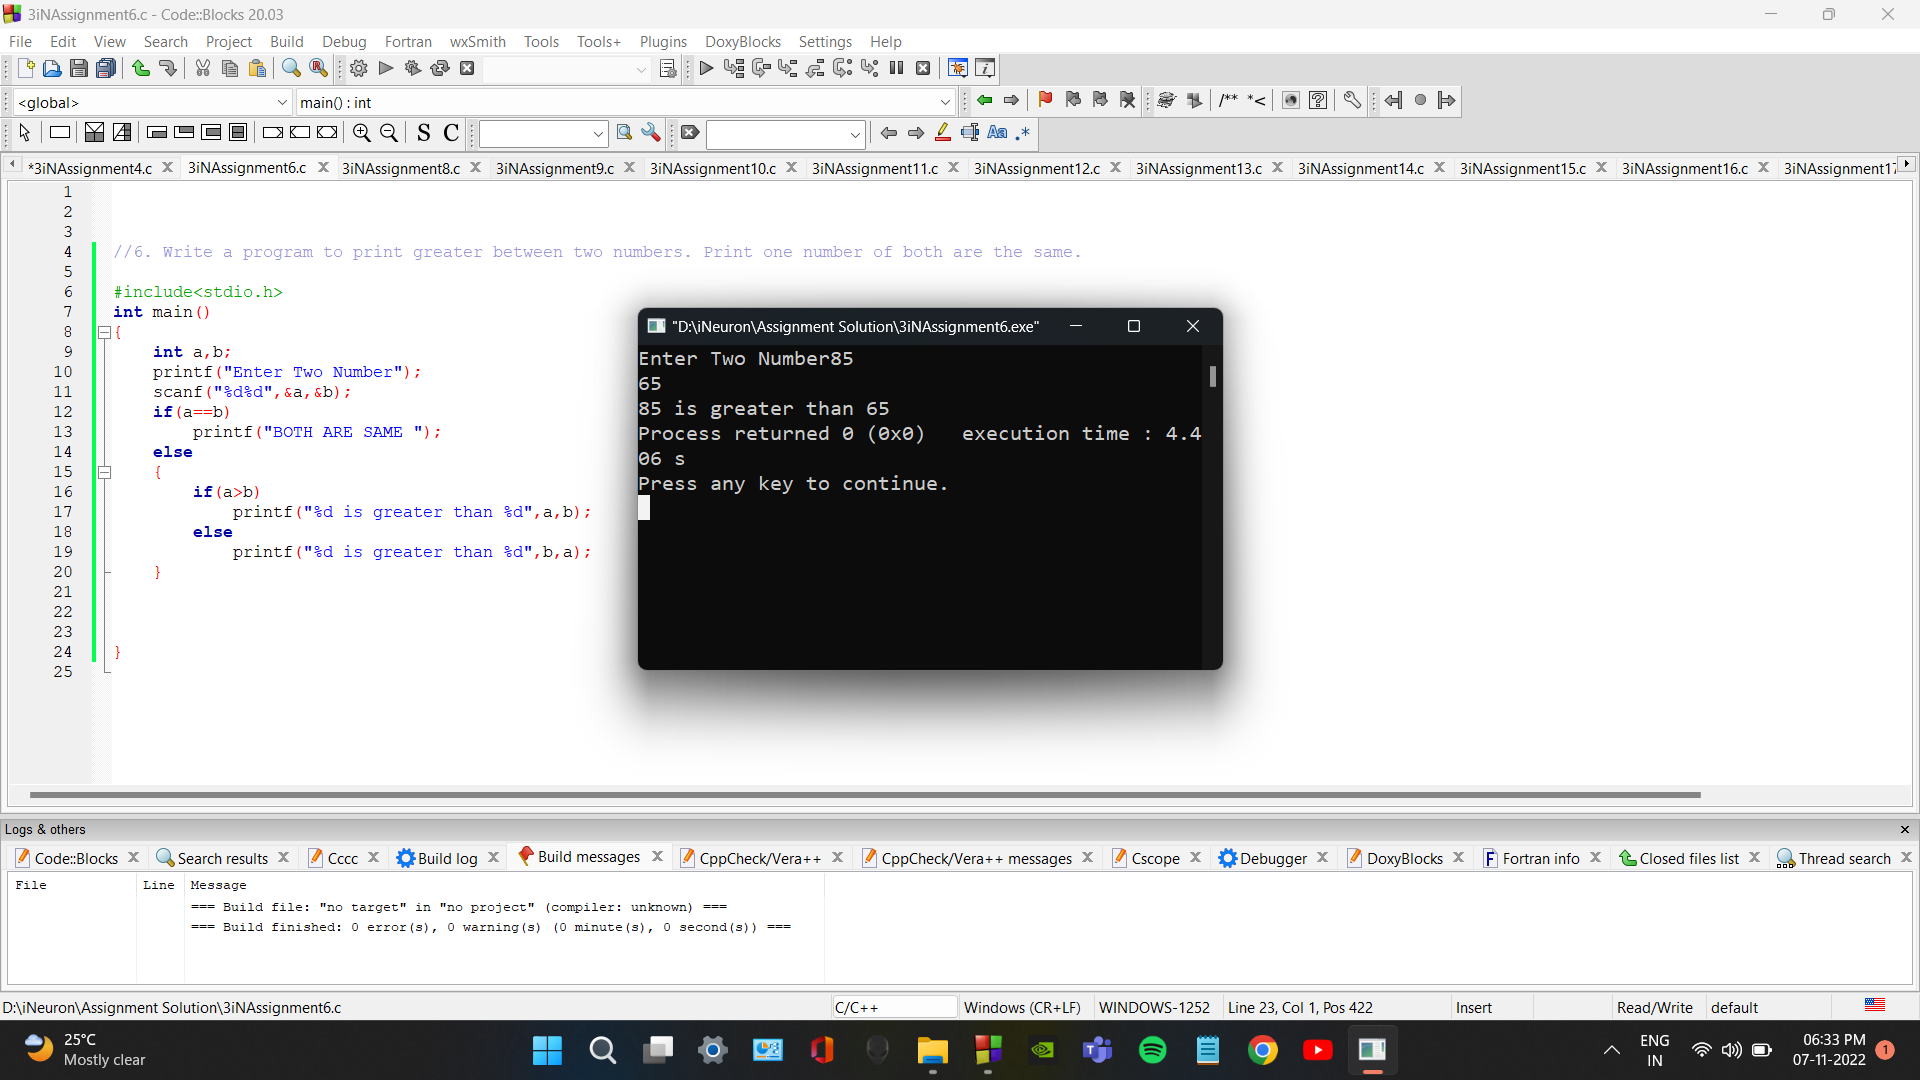 3iNAssignment6.c - Code::Blocks 20.03
File Edit View Search Project Build Debug Fortran wxSmith Tools Tools+ Plugins DoxyBlocks Settings Help
<global> main() : int
/** *<
S C Aa .*
*3iNAssignment4.c 3iNAssignment6.c 3iNAssignment8.c 3iNAssignment9.c 3iNAssignment10.c 3iNAssignment11.c 3iNAssignment12.c 3iNAssignment13.c 3iNAssignment14.c 3iNAssignment15.c 3iNAssignment16.c 3iNAssignment17
1
2
3
4 //6. Write a program to print greater between two numbers. Print one number of both are the same.
5
6 #include<stdio.h>
7 int main()
8 {
9 int a,b;
10 printf("Enter Two Number");
11 scanf("%d%d",&a,&b);
12 if(a==b)
13 printf("BOTH ARE SAME ");
14 else
15 {
16 if(a>b)
17 printf("%d is greater than %d",a,b);
18 else
19 printf("%d is greater than %d",b,a);
20 }
21
22
23
24 }
25
"D:\iNeuron\Assignment Solution\3iNAssignment6.exe"
Enter Two Number85
65
85 is greater than 65
Process returned 0 (0x0)   execution time : 4.4
06 s
Press any key to continue.
Logs & others
Code::Blocks Search results Cccc Build log Build messages CppCheck/Vera++ CppCheck/Vera++ messages Cscope Debugger DoxyBlocks Fortran info Closed files list Thread search
File Line Message
=== Build file: "no target" in "no project" (compiler: unknown) ===
=== Build finished: 0 error(s), 0 warning(s) (0 minute(s), 0 second(s)) ===
D:\iNeuron\Assignment Solution\3iNAssignment6.c C/C++ Windows (CR+LF) WINDOWS-1252 Line 23, Col 1, Pos 422 Insert Read/Write default
25°C
Mostly clear
ENG
IN
06:33 PM
07-11-2022
1